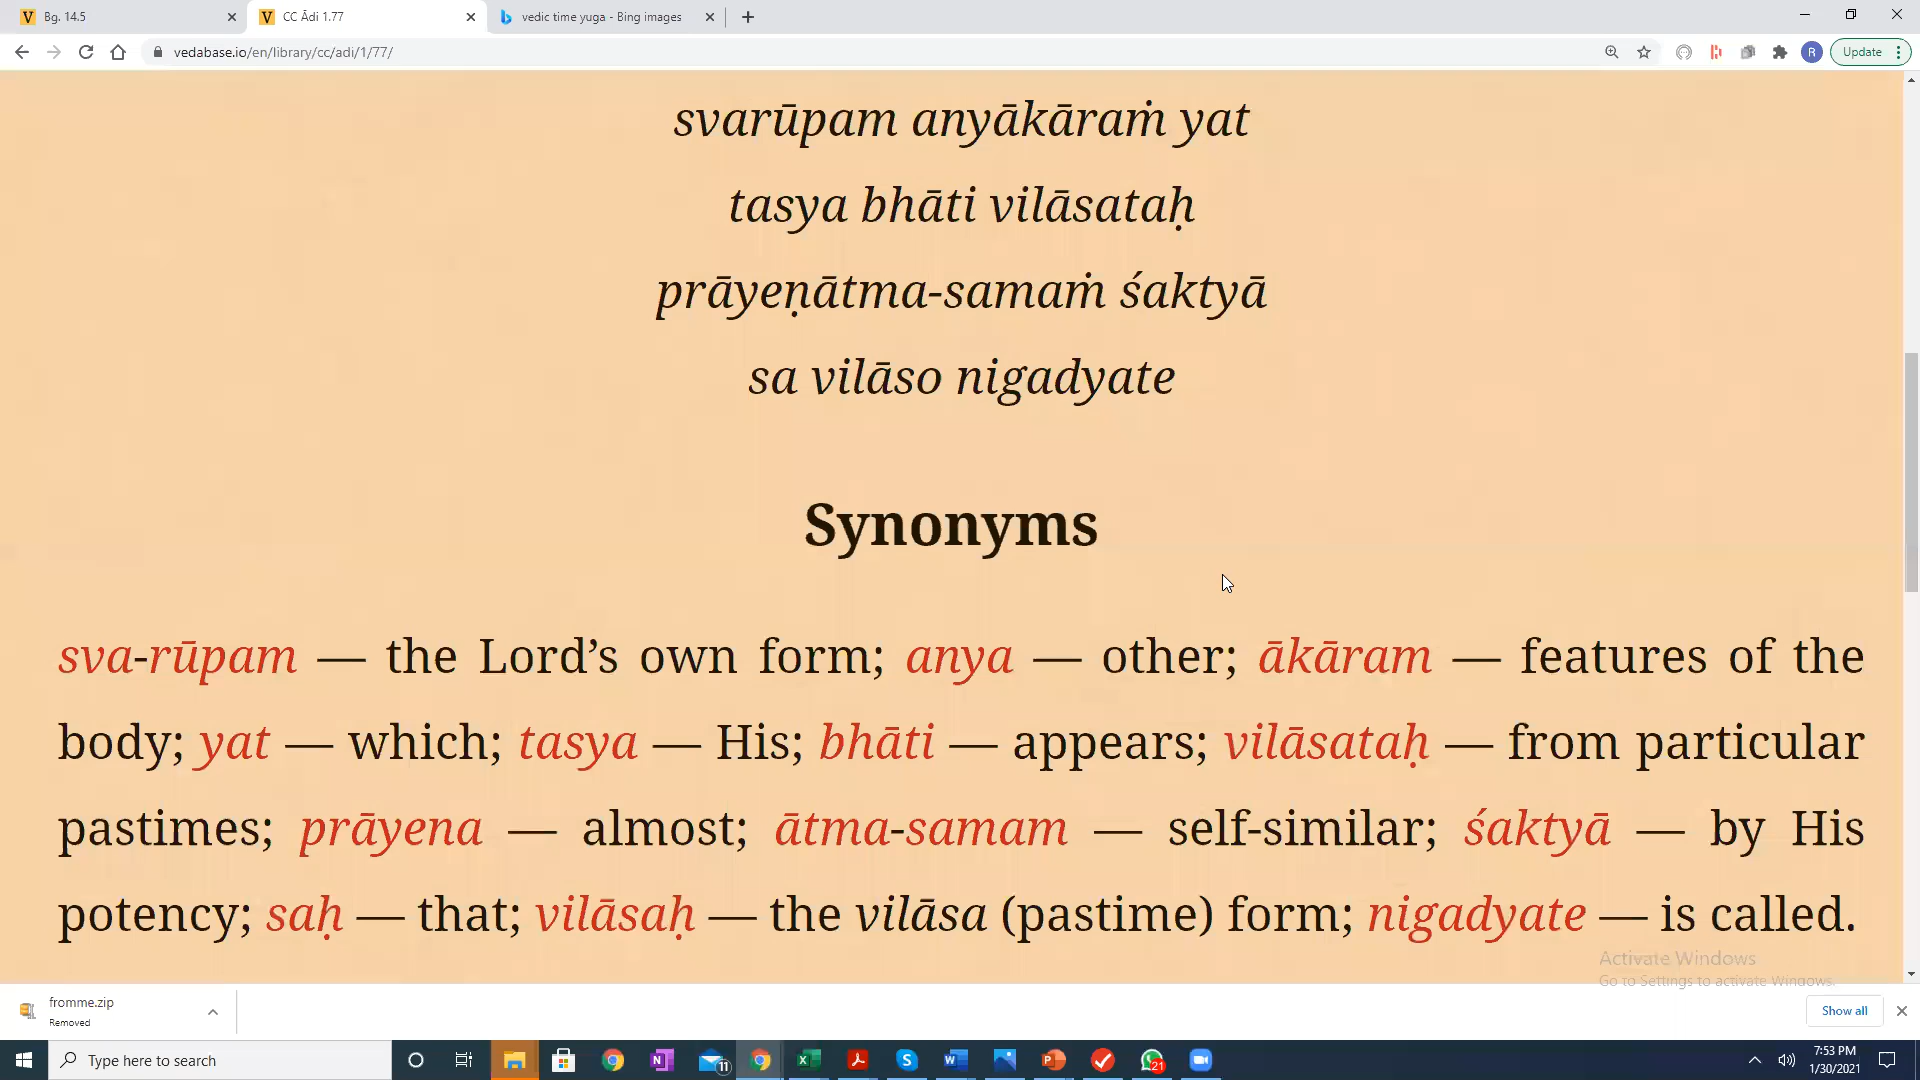 Bg. 14.5
CC Ādi 1.77
vedic time yuga - Bing images
vedabase.io/en/library/cc/adi/1/77/
R
Update
svarūpam anyākāraṁ yat
tasya bhāti vilāsataḥ
prāyeṇātma-samaṁ śaktyā
sa vilāso nigadyate
Synonyms
sva-rūpam — the Lord’s own form; anya — other; ākāram — features of the
body; yat — which; tasya — His; bhāti — appears; vilāsataḥ — from particular
pastimes; prāyena — almost; ātma-samam — self-similar; śaktyā — by His
potency; saḥ — that; vilāsaḥ — the vilāsa (pastime) form; nigadyate — is called.
Activate Windows
Go to Settings to activate Windows.
fromme.zip
Removed
Show all
Type here to search
11
21
7:53 PM
1/30/2021